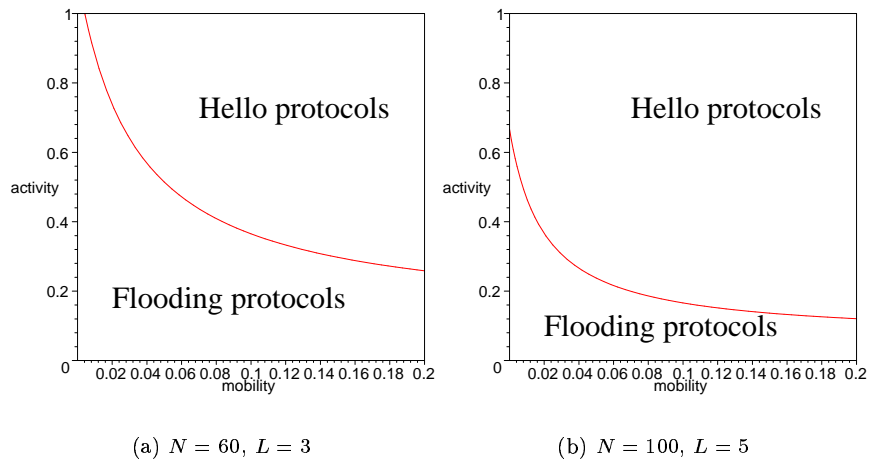 1
0.8
0.6
activity
0.4
0.2
0
0.02 0.04 0.06 0.08 0.1 0.12 0.14 0.16 0.18 0.2
mobility
Hello protocols
Flooding protocols
(a) N = 60, L = 3
1
0.8
0.6
activity
0.4
0.2
0
0.02 0.04 0.06 0.08 0.1 0.12 0.14 0.16 0.18 0.2
mobility
Hello protocols
Flooding protocols
(b) N = 100, L = 5